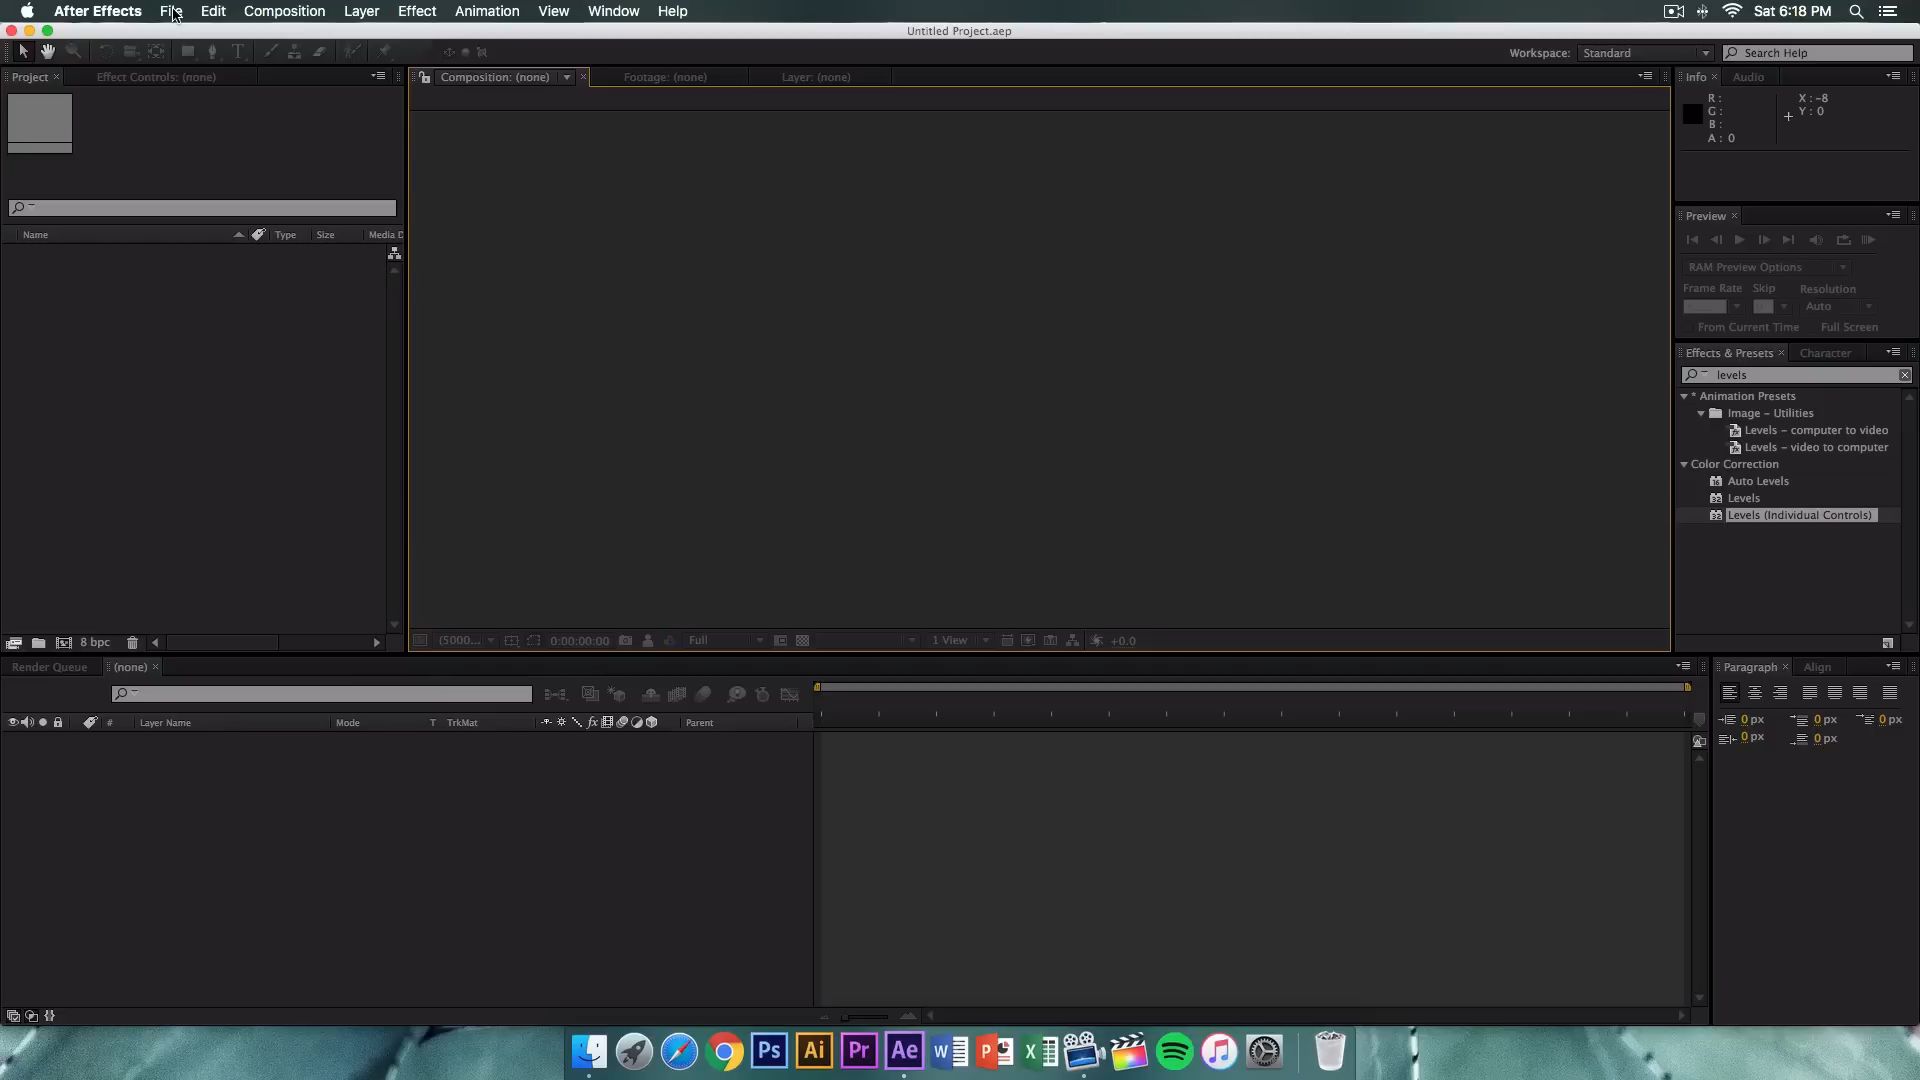 After Effects File Edit Composition Layer Effect Animation View Window Help Sat 6:18 PM
Untitled Project.aep
Workspace: Standard Search Help
Project Effect Controls: (none) Composition: (none) Footage: (none) Layer: (none) Info Audio
R : X : -8
G : Y : 0
B :
A : 0
Preview
Name Type Size Media D
RAM Preview Options
Frame Rate Skip Resolution
Auto
From Current Time Full Screen
Effects & Presets Character
levels
* Animation Presets
Image - Utilities
Levels - computer to video
Levels - video to computer
Color Correction
Auto Levels
Levels
Levels (Individual Controls)
8 bpc (5000... 0:00:00:00 Full 1 View +0.0
Render Queue (none) Paragraph Align
# Layer Name Mode T TrkMat fx Parent
0 px 0 px 0 px
0 px 0 px
Ps Ai Pr Ae W P X